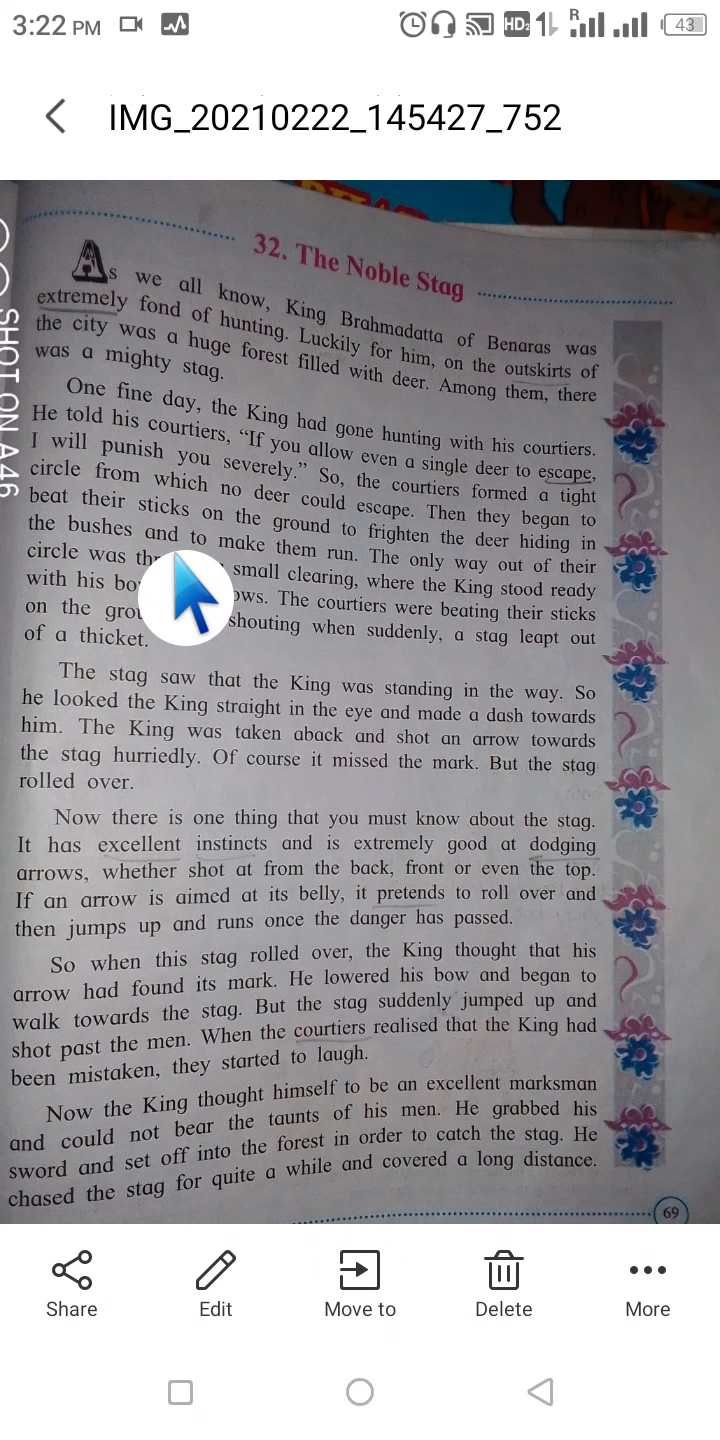 3:22 PM
HD2
R
43
IMG_20210222_145427_752
SHOT ON A46
32. The Noble Stag
As we all know, King Brahmadatta of Benaras was
extremely fond of hunting. Luckily for him, on the outskirts of
the city was a huge forest filled with deer. Among them, there
was a mighty stag.
One fine day, the King had gone hunting with his courtiers.
He told his courtiers, “If you allow even a single deer to escape,
I will punish you severely.” So, the courtiers formed a tight
circle from which no deer could escape. Then they began to
beat their sticks on the ground to frighten the deer hiding in
the bushes and to make them run. The only way out of their
circle was small clearing, where the King stood ready
with his The courtiers were beating their sticks
on the shouting when suddenly, a stag leapt out
of a thicket.
The stag saw that the King was standing in the way. So
he looked the King straight in the eye and made a dash towards
him. The King was taken aback and shot an arrow towards
the stag hurriedly. Of course it missed the mark. But the stag
rolled over.
Now there is one thing that you must know about the stag.
It has excellent instincts and is extremely good at dodging
arrows, whether shot at from the back, front or even the top.
If an arrow is aimed at its belly, it pretends to roll over and
then jumps up and runs once the danger has passed.
So when this stag rolled over, the King thought that his
arrow had found its mark. He lowered his bow and began to
walk towards the stag. But the stag suddenly jumped up and
shot past the men. When the courtiers realised that the King had
been mistaken, they started to laugh.
Now the King thought himself to be an excellent marksman
and could not bear the taunts of his men. He grabbed his
sword and set off into the forest in order to catch the stag. He
chased the stag for quite a while and covered a long distance.
69
Share
Edit
Move to
Delete
More